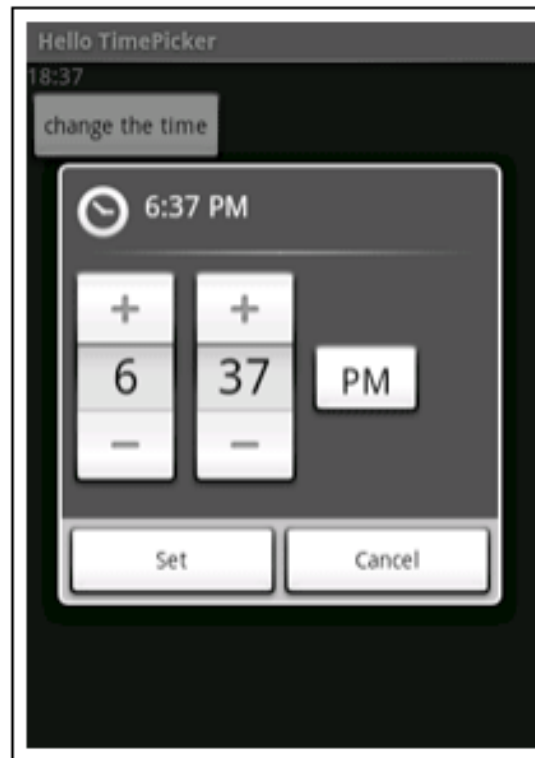 Hello TimePicker
18:37
change the time
6:37 PM
+ +
6 37 PM
− −
Set Cancel